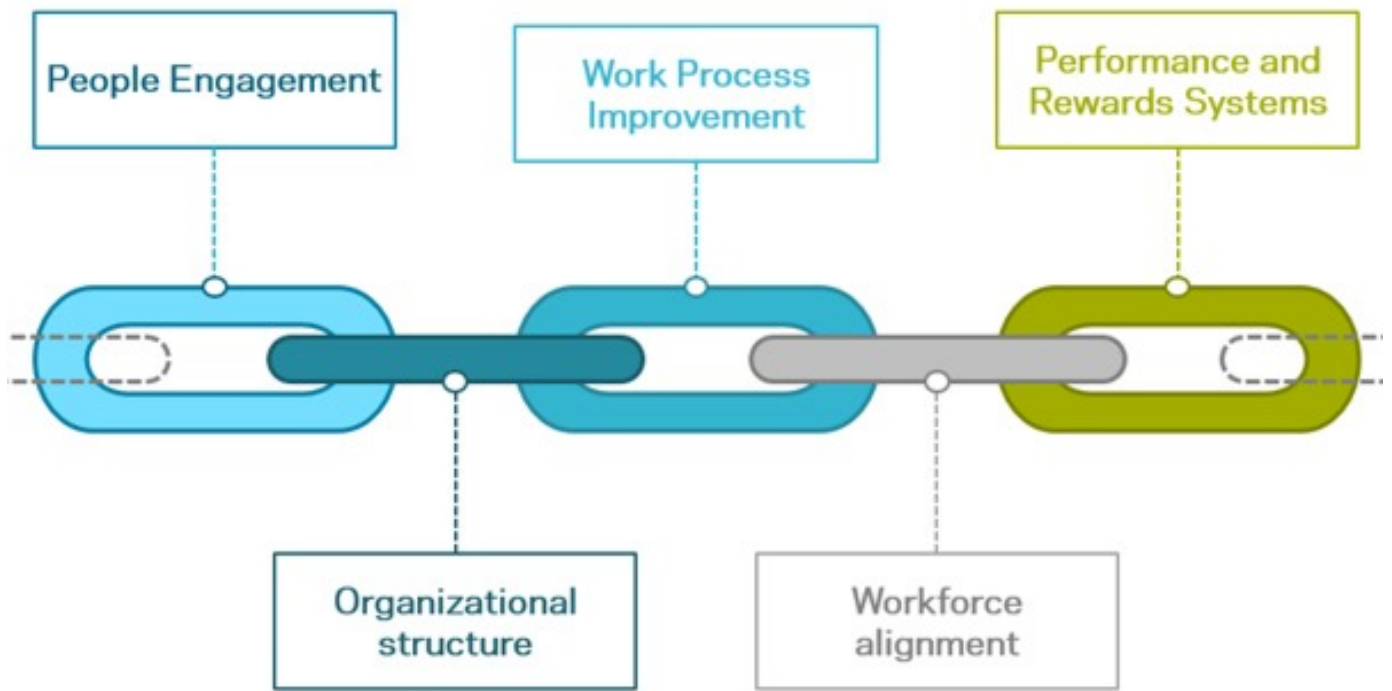 People Engagement
Work Process
Improvement
Performance and
Rewards Systems
Organizational
structure
Workforce
alignment